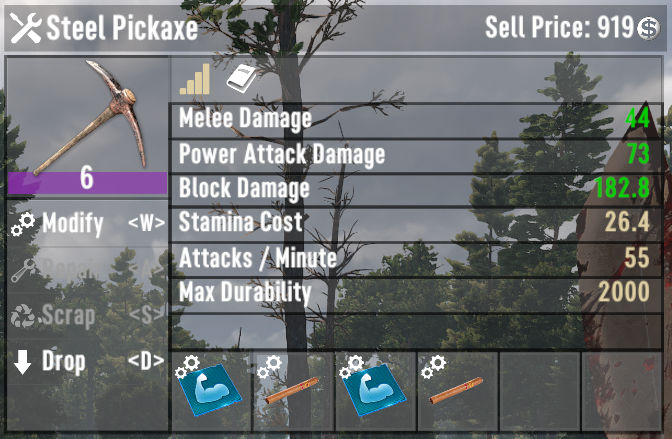 Steel Pickaxe
Sell Price: 919
6
Melee Damage 44
Power Attack Damage 73
Block Damage 182.8
Stamina Cost 26.4
Attacks / Minute 55
Max Durability 2000
Modify <W>
Repair <A>
Scrap <S>
Drop <D>